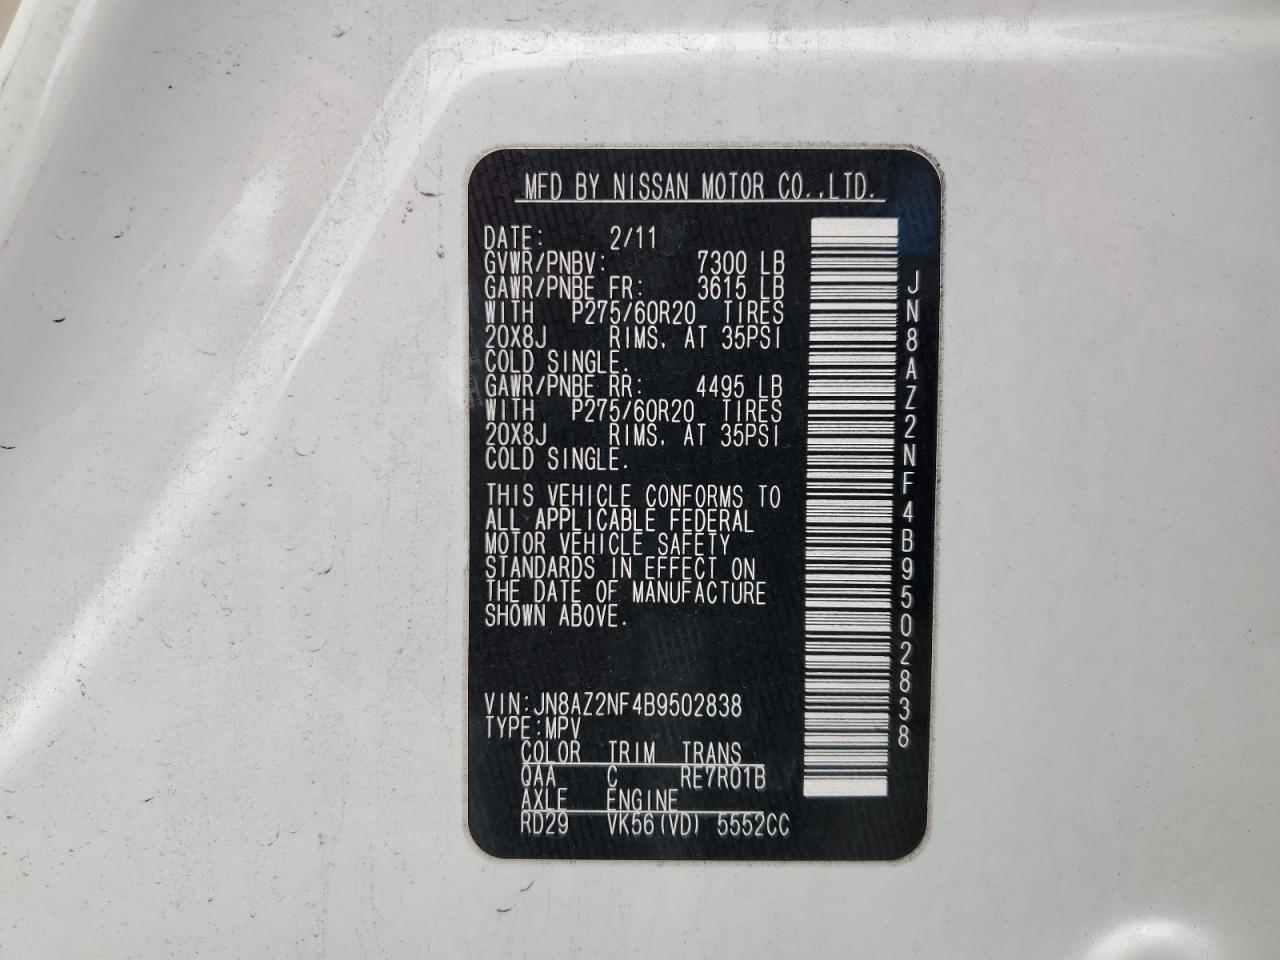 MFD BY NISSAN MOTOR CO.,LTD.
DATE: 2/11
GVWR/PNBV: 7300 LB
GAWR/PNBE FR: 3615 LB
WITH P275/60R20 TIRES
20X8J RIMS, AT 35PSI
COLD SINGLE.
GAWR/PNBE RR: 4495 LB
WITH P275/60R20 TIRES
20X8J RIMS, AT 35PSI
COLD SINGLE.
THIS VEHICLE CONFORMS TO
ALL APPLICABLE FEDERAL
MOTOR VEHICLE SAFETY
STANDARDS IN EFFECT ON
THE DATE OF MANUFACTURE
SHOWN ABOVE.
VIN:JN8AZ2NF4B9502838
TYPE:MPV
COLOR TRIM TRANS
QAA C RE7R01B
AXLE ENGINE
RD29 VK56(VD) 5552CC
JN8AZ2NF4B9502838